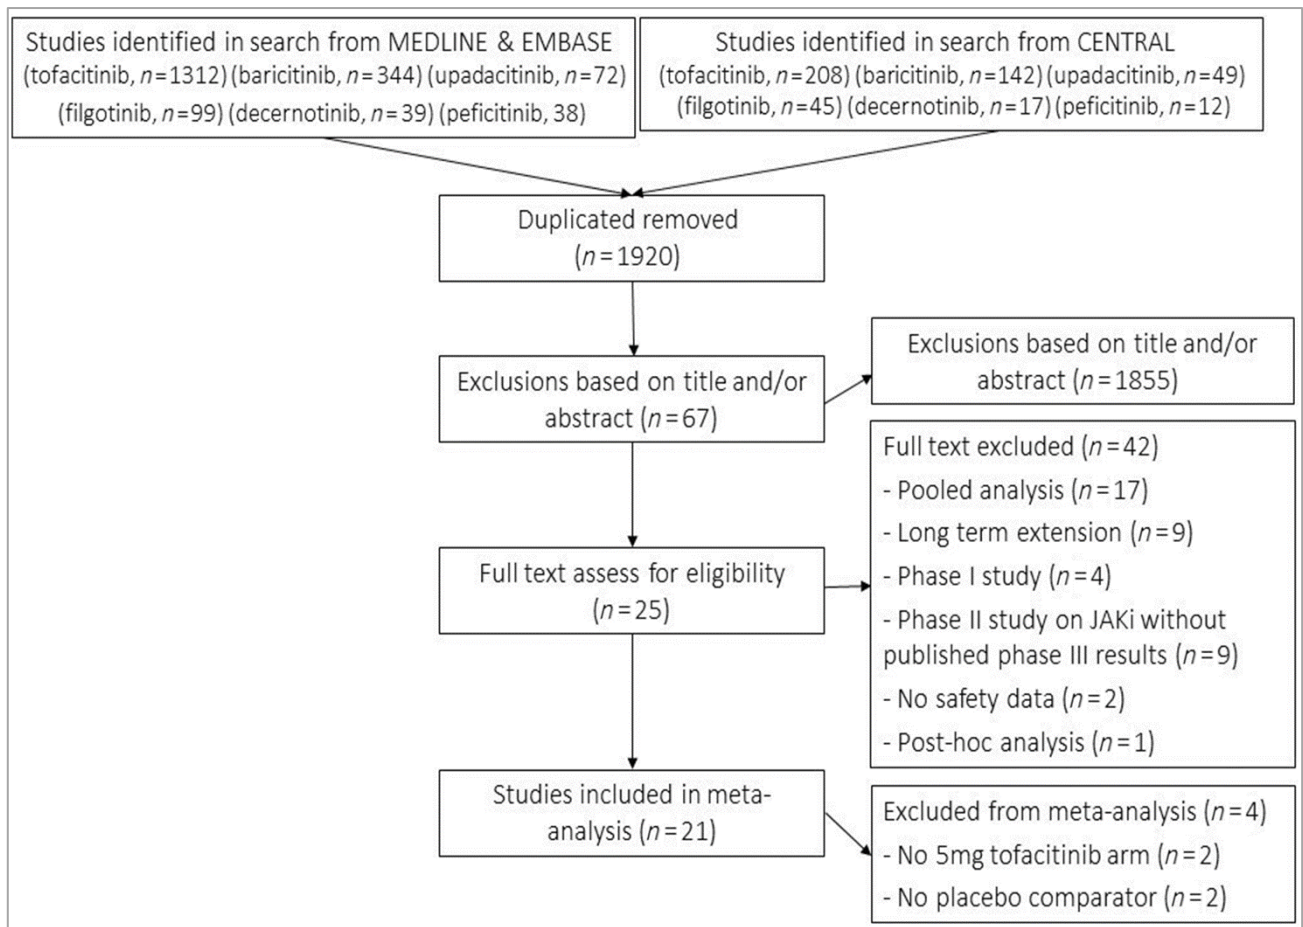 Studies identified in search from MEDLINE & EMBASE
(tofacitinib, n=1312) (baricitinib, n=344) (upadacitinib, n=72)
(filgotinib, n=99) (decernotinib, n=39) (peficitinib, 38)
Studies identified in search from CENTRAL
(tofacitinib, n=208) (baricitinib, n=142) (upadacitinib, n=49)
(filgotinib, n=45) (decernotinib, n=17) (peficitinib, n=12)
Duplicated removed
(n=1920)
Exclusions based on title and/or
abstract (n=67)
Exclusions based on title and/or
abstract (n=1855)
Full text assess for eligibility
(n=25)
Full text excluded (n=42)
- Pooled analysis (n=17)
- Long term extension (n=9)
- Phase I study (n=4)
- Phase II study on JAKi without
published phase III results (n=9)
- No safety data (n=2)
- Post-hoc analysis (n=1)
Studies included in meta-
analysis (n=21)
Excluded from meta-analysis (n=4)
- No 5mg tofacitinib arm (n=2)
- No placebo comparator (n=2)